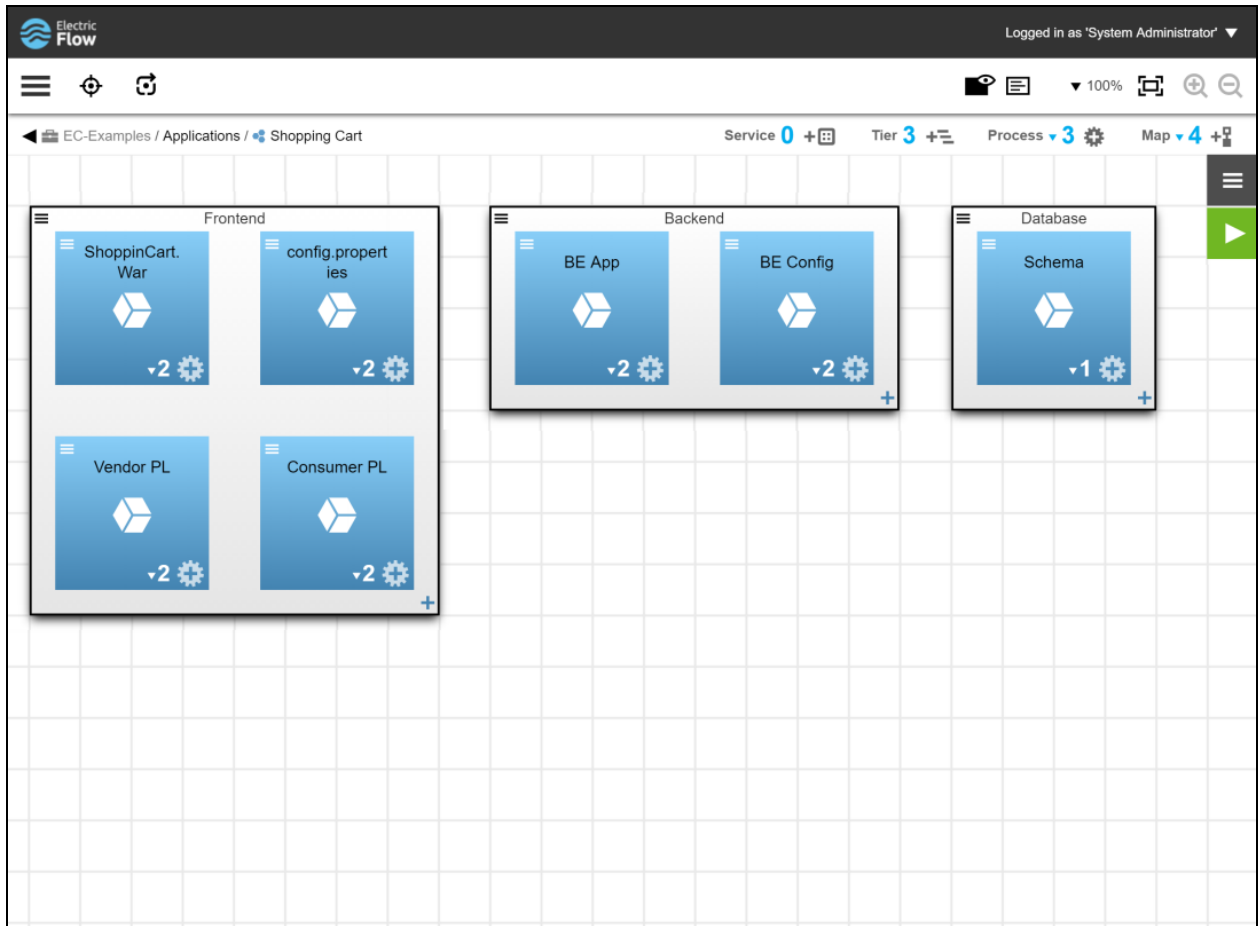 Electric
Flow
Logged in as 'System Administrator'
100%
EC-Examples / Applications / Shopping Cart
Service 0
Tier 3
Process 3
Map 4
Frontend
ShoppinCart.
War
2
config.propert
ies
2
Vendor PL
2
Consumer PL
2
Backend
BE App
2
BE Config
2
Database
Schema
1